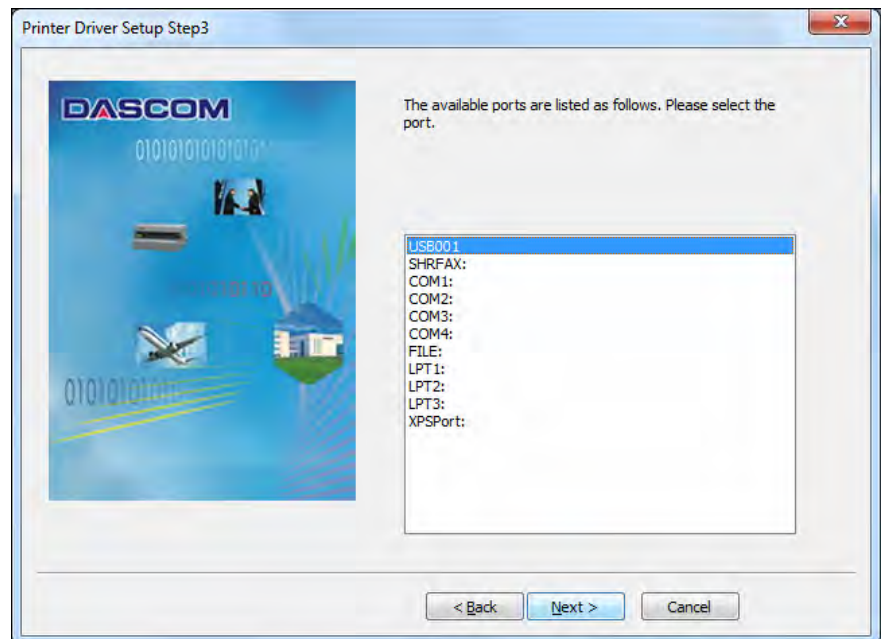 Printer Driver Setup Step3
DASCOM
The available ports are listed as follows. Please select the
port.
USB001
SHRFAX:
COM1:
COM2:
COM3:
COM4:
FILE:
LPT1:
LPT2:
LPT3:
XPSPort:
< Back
Next >
Cancel